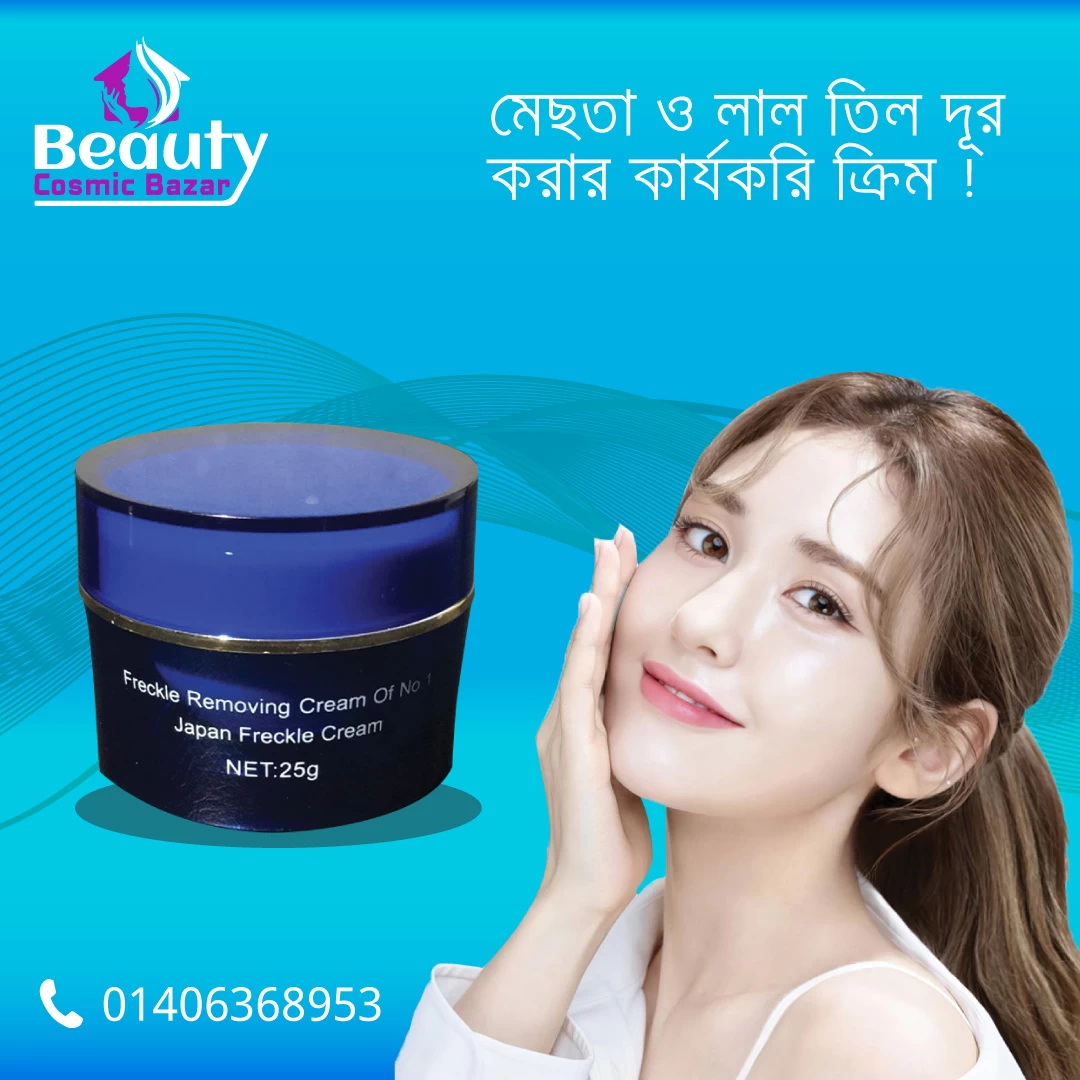 Beauty
Cosmic Bazar
মেছতা ও লাল তিল দূর
করার কার্যকরি ক্রিম !
Freckle Removing Cream Of No 1
Japan Freckle Cream
NET:25g
01406368953